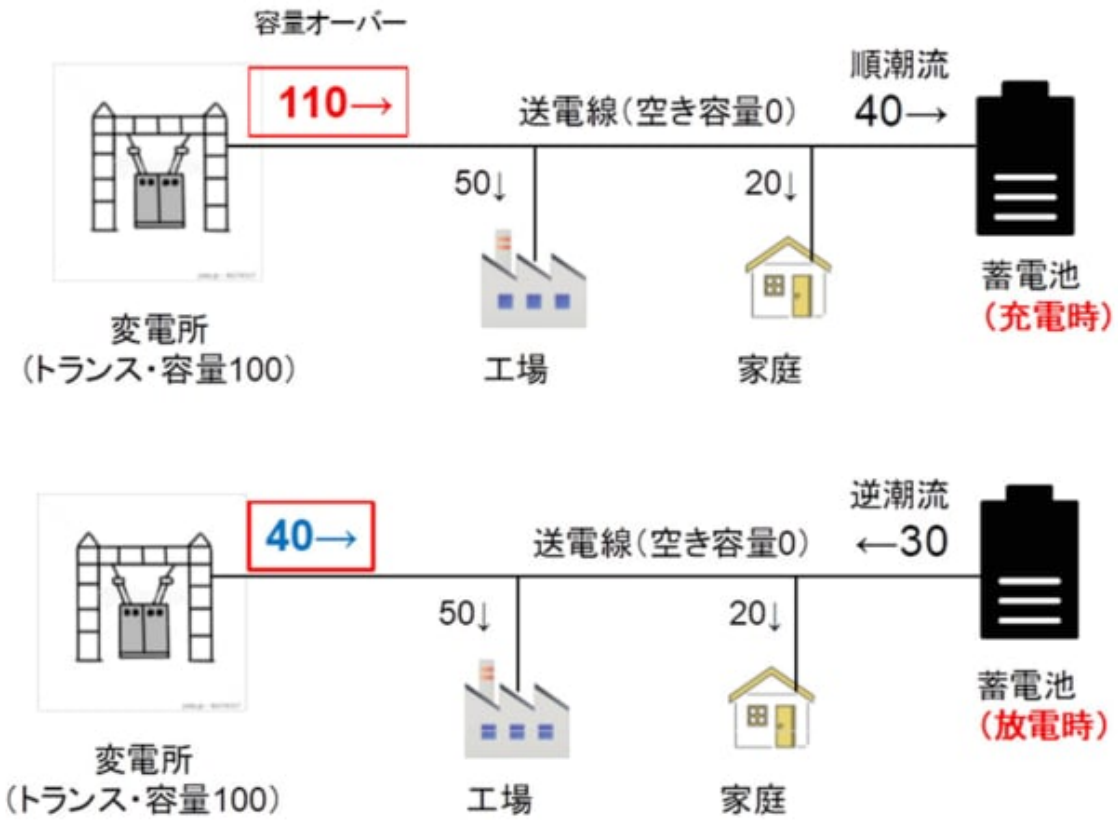 容量オーバー
110→
送電線(空き容量0)
順潮流
40→
50↓
20↓
変電所
(トランス・容量100)
工場
家庭
蓄電池
(充電時)
40→
送電線(空き容量0)
逆潮流
←30
50↓
20↓
変電所
(トランス・容量100)
工場
家庭
蓄電池
(放電時)